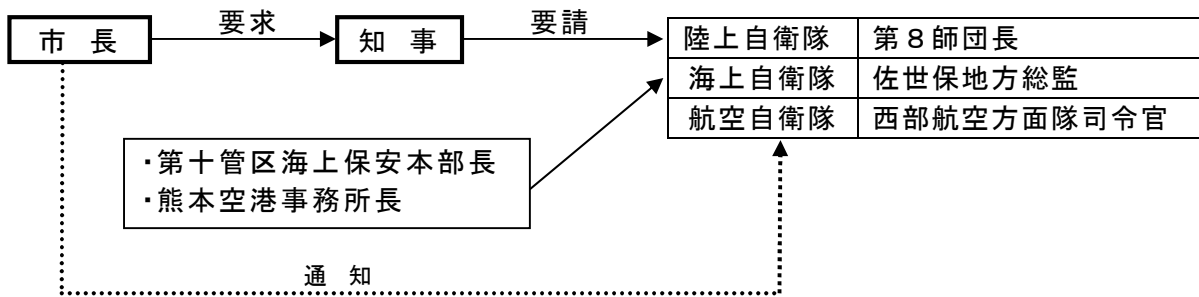 市長
要求
知事
要請
陸上自衛隊 第8師団長
海上自衛隊 佐世保地方総監
航空自衛隊 西部航空方面隊司令官
・第十管区海上保安本部長
・熊本空港事務所長
通知